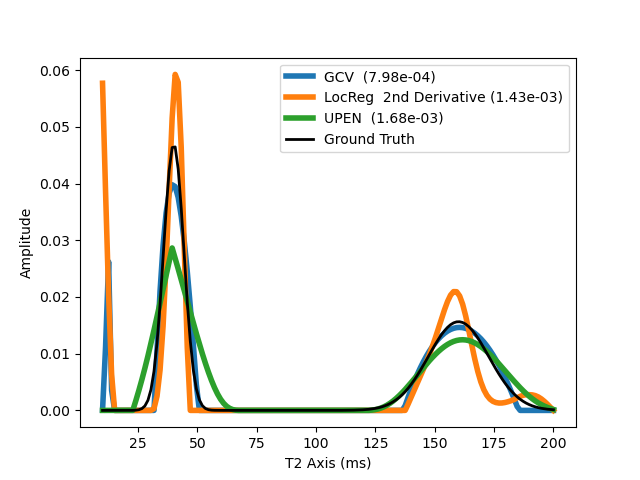 GCV (7.98e-04)
LocReg 2nd Derivative (1.43e-03)
UPEN (1.68e-03)
Ground Truth
0.06
0.05
0.04
0.03
0.02
0.01
0.00
Amplitude
25 50 75 100 125 150 175 200
T2 Axis (ms)